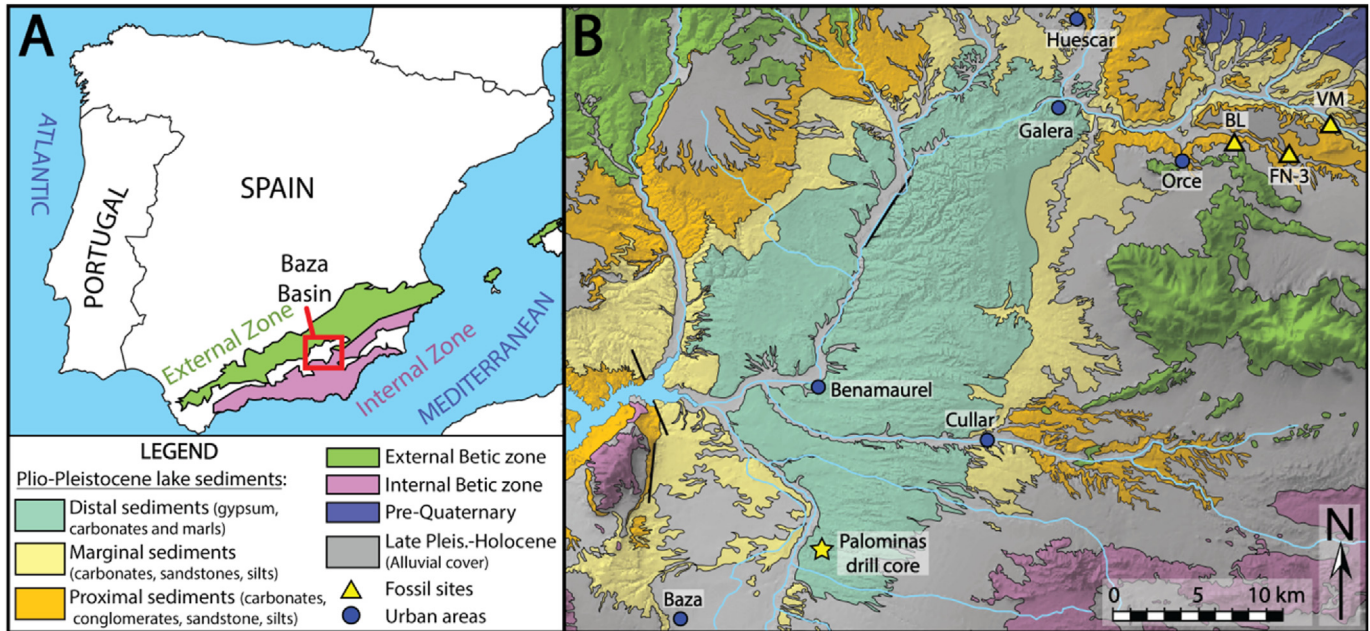 A
ATLANTIC
PORTUGAL
SPAIN
Baza
Basin
External Zone
Internal Zone
MEDITERRANEAN
LEGEND
Plio-Pleistocene lake sediments:
Distal sediments (gypsum,
carbonates and marls)
Marginal sediments
(carbonates, sandstones, silts)
Proximal sediments (carbonates,
conglomerates, sandstone, silts)
External Betic zone
Internal Betic zone
Pre-Quaternary
Late Pleis.-Holocene
(Alluvial cover)
Fossil sites
Urban areas
B
Huescar
Galera
VM
BL
Orce
FN-3
Benamaurel
Cullar
Palominas
drill core
Baza
N
0 5 10 km